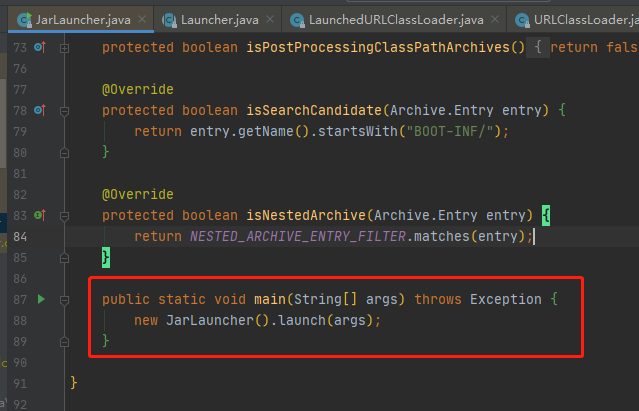 JarLauncher.java Launcher.java LaunchedURLClassLoader.java URLClassLoader.ja
73 protected boolean isPostProcessingClassPathArchives() { return fals
76
77 @Override
78 protected boolean isSearchCandidate(Archive.Entry entry) {
79 return entry.getName().startsWith("BOOT-INF/");
80 }
81
82 @Override
83 protected boolean isNestedArchive(Archive.Entry entry) {
84 return NESTED_ARCHIVE_ENTRY_FILTER.matches(entry);
85 }
86
87 public static void main(String[] args) throws Exception {
88 new JarLauncher().launch(args);
89 }
90
91 }
92